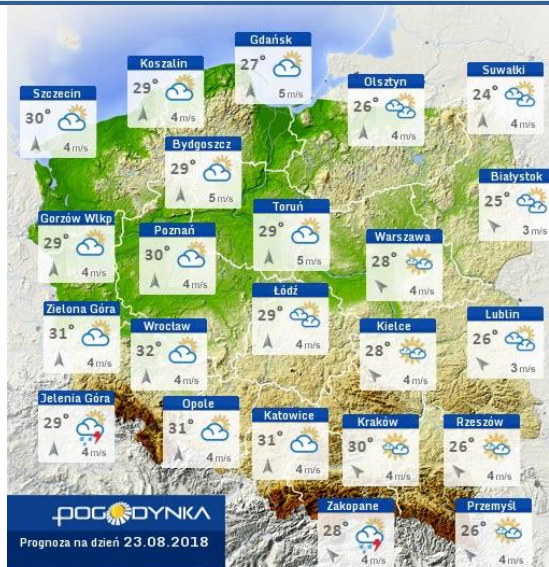 Gdańsk
27°
5 m/s
Koszalin
29°
4 m/s
Suwałki
24°
4 m/s
Olsztyn
26°
4 m/s
Szczecin
30°
4 m/s
Bydgoszcz
29°
5 m/s
Białystok
25°
3 m/s
Toruń
29°
5 m/s
Gorzów Wlkp
29°
4 m/s
Poznań
30°
4 m/s
Warszawa
28°
4 m/s
Łódź
29°
4 m/s
Zielona Góra
31°
4 m/s
Wrocław
32°
4 m/s
Kielce
28°
4 m/s
Lublin
26°
3 m/s
Jelenia Góra
29°
4 m/s
Opole
31°
4 m/s
Katowice
31°
4 m/s
Kraków
30°
4 m/s
Rzeszów
26°
4 m/s
Zakopane
28°
4 m/s
Przemyśl
26°
4 m/s
POGODYNKA
Prognoza na dzień 23.08.2018